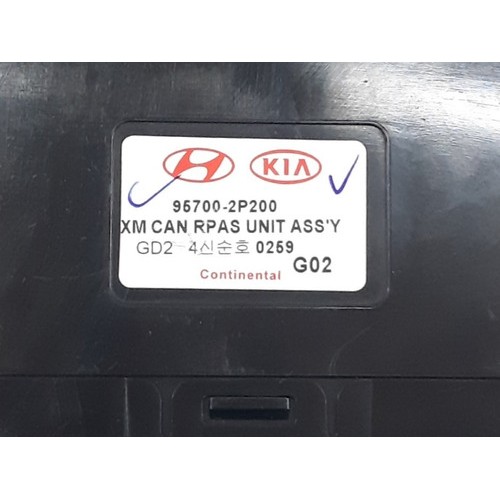 KIA
95700-2P200
XM CAN RPAS UNIT ASS'Y
GD2-4신순호 0259
G02
Continental